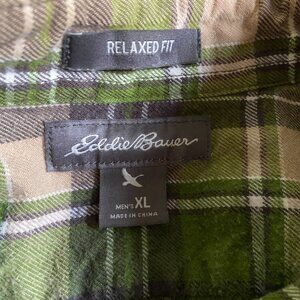 RELAXED FIT
Eddie Bauer
MEN'S XL
MADE IN CHINA